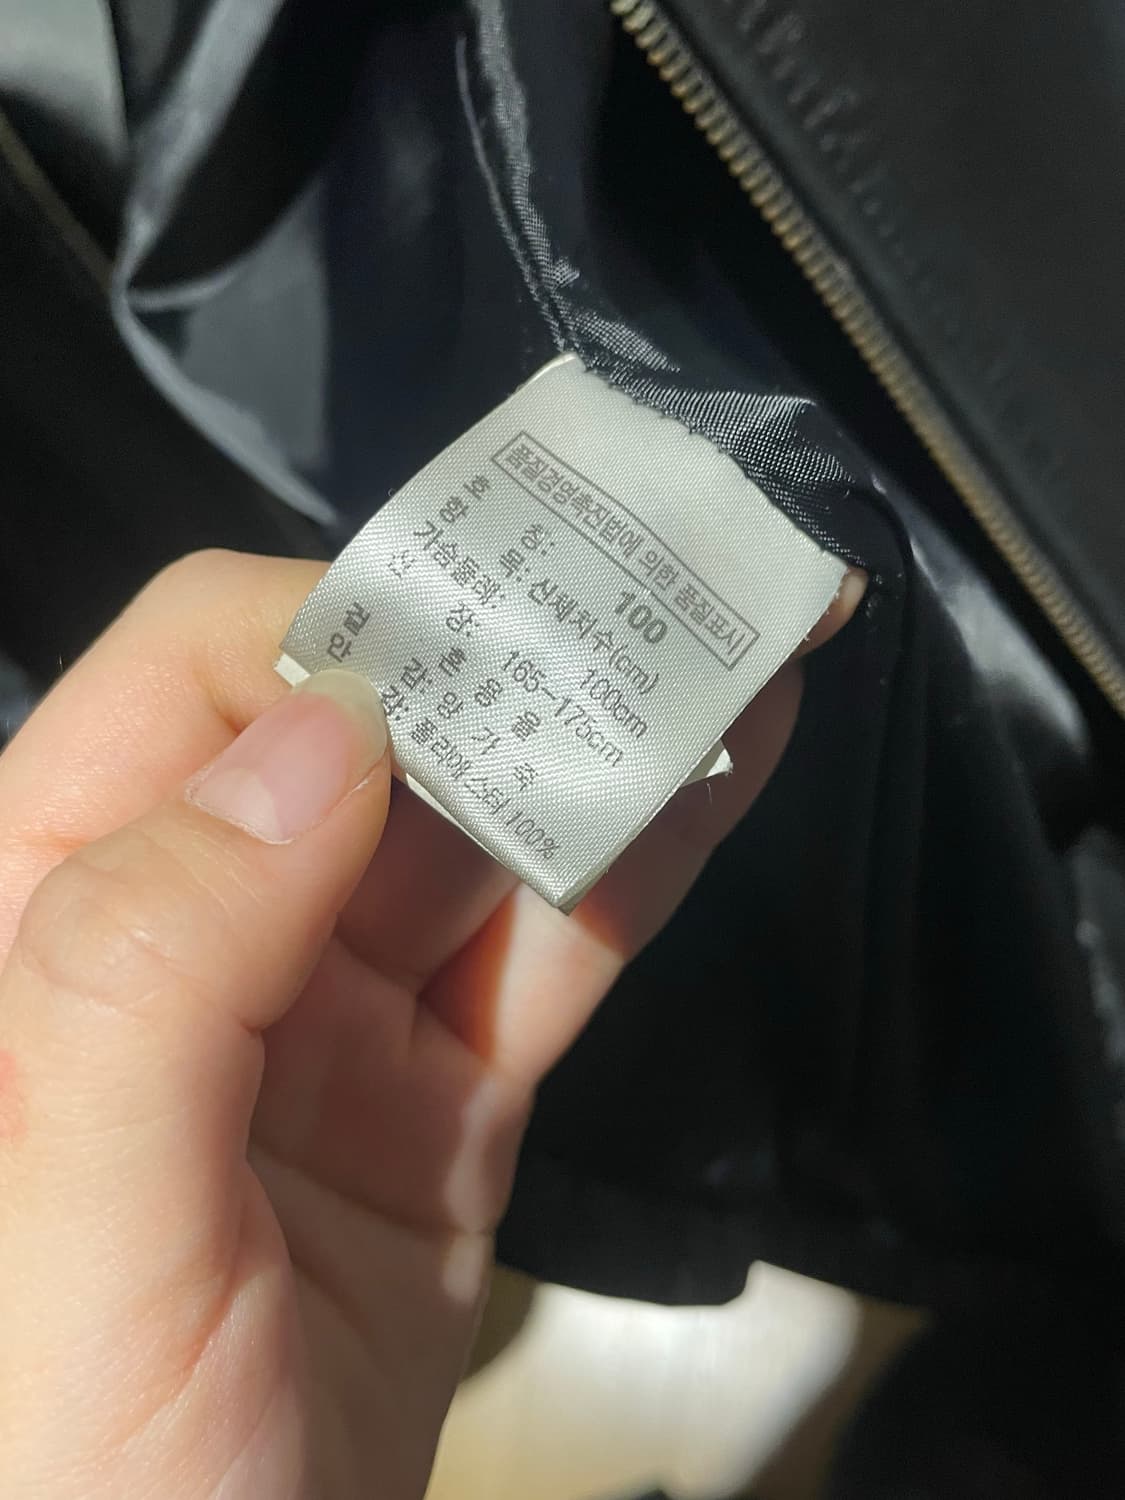 품질경영촉진법에 의한 품질표시
호 칭: 100
항 목: 신체치수(cm)
가슴둘레: 100cm
신 장: 165-175cm
혼 용 율
겉 감: 양 가 죽
안 감: 폴리에스터 100%